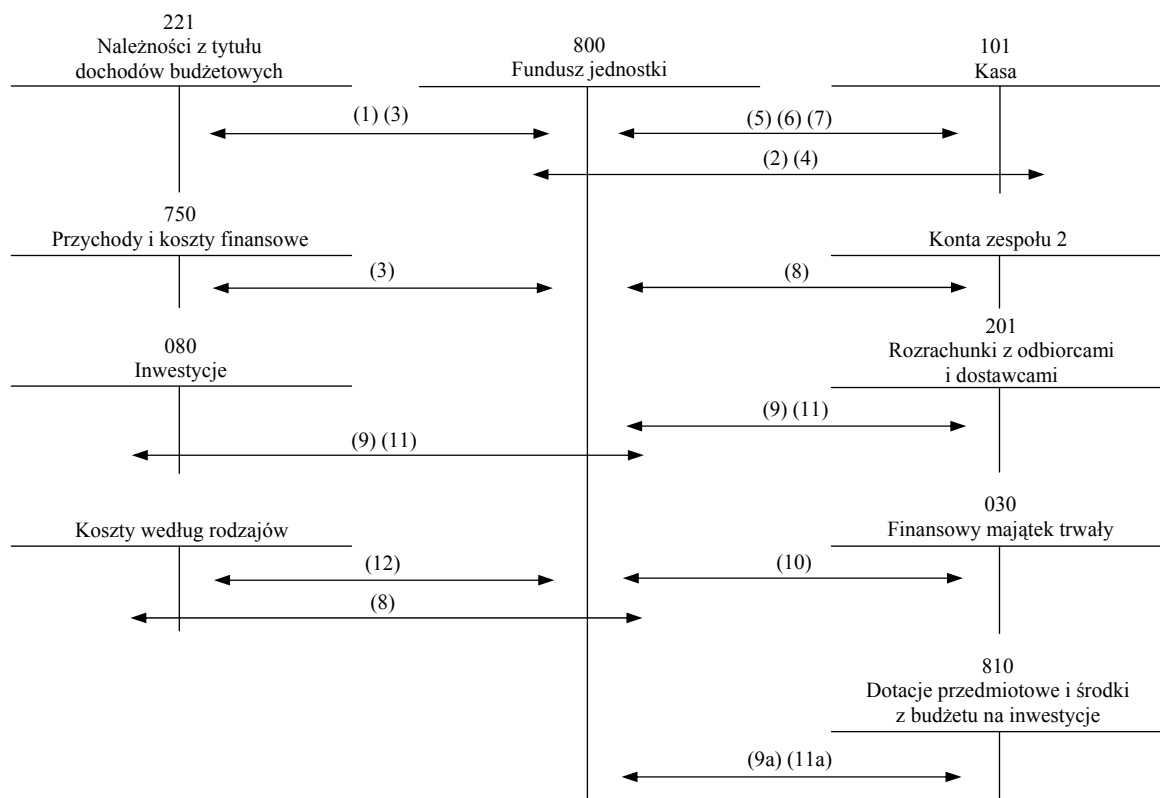 221
Należności z tytułu
dochodów budżetowych
800
Fundusz jednostki
101
Kasa
(1) (3)
(5) (6) (7)
(2) (4)
750
Przychody i koszty finansowe
Konta zespołu 2
(3)
(8)
080
Inwestycje
201
Rozrachunki z odbiorcami
i dostawcami
(9) (11)
(9) (11)
Koszty według rodzajów
030
Finansowy majątek trwały
(12)
(10)
(8)
810
Dotacje przedmiotowe i środki
z budżetu na inwestycje
(9a) (11a)